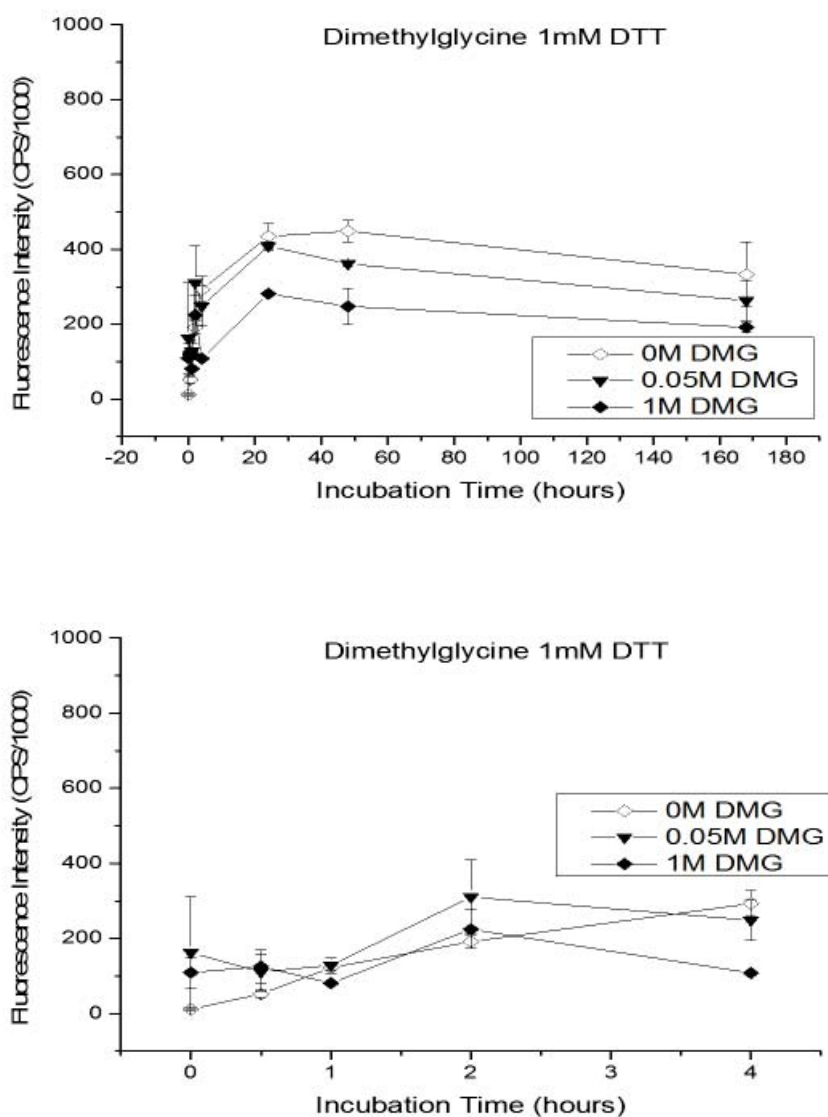 Dimethylglycine 1mM DTT
Fluorescence Intensity (CPS/1000)
1000
800
600
400
200
0
0M DMG
0.05M DMG
1M DMG
-20 0 20 40 60 80 100 120 140 160 180
Incubation Time (hours)
Dimethylglycine 1mM DTT
Fluorescence Intensity (CPS/1000)
1000
800
600
400
200
0
0M DMG
0.05M DMG
1M DMG
0 1 2 3 4
Incubation Time (hours)